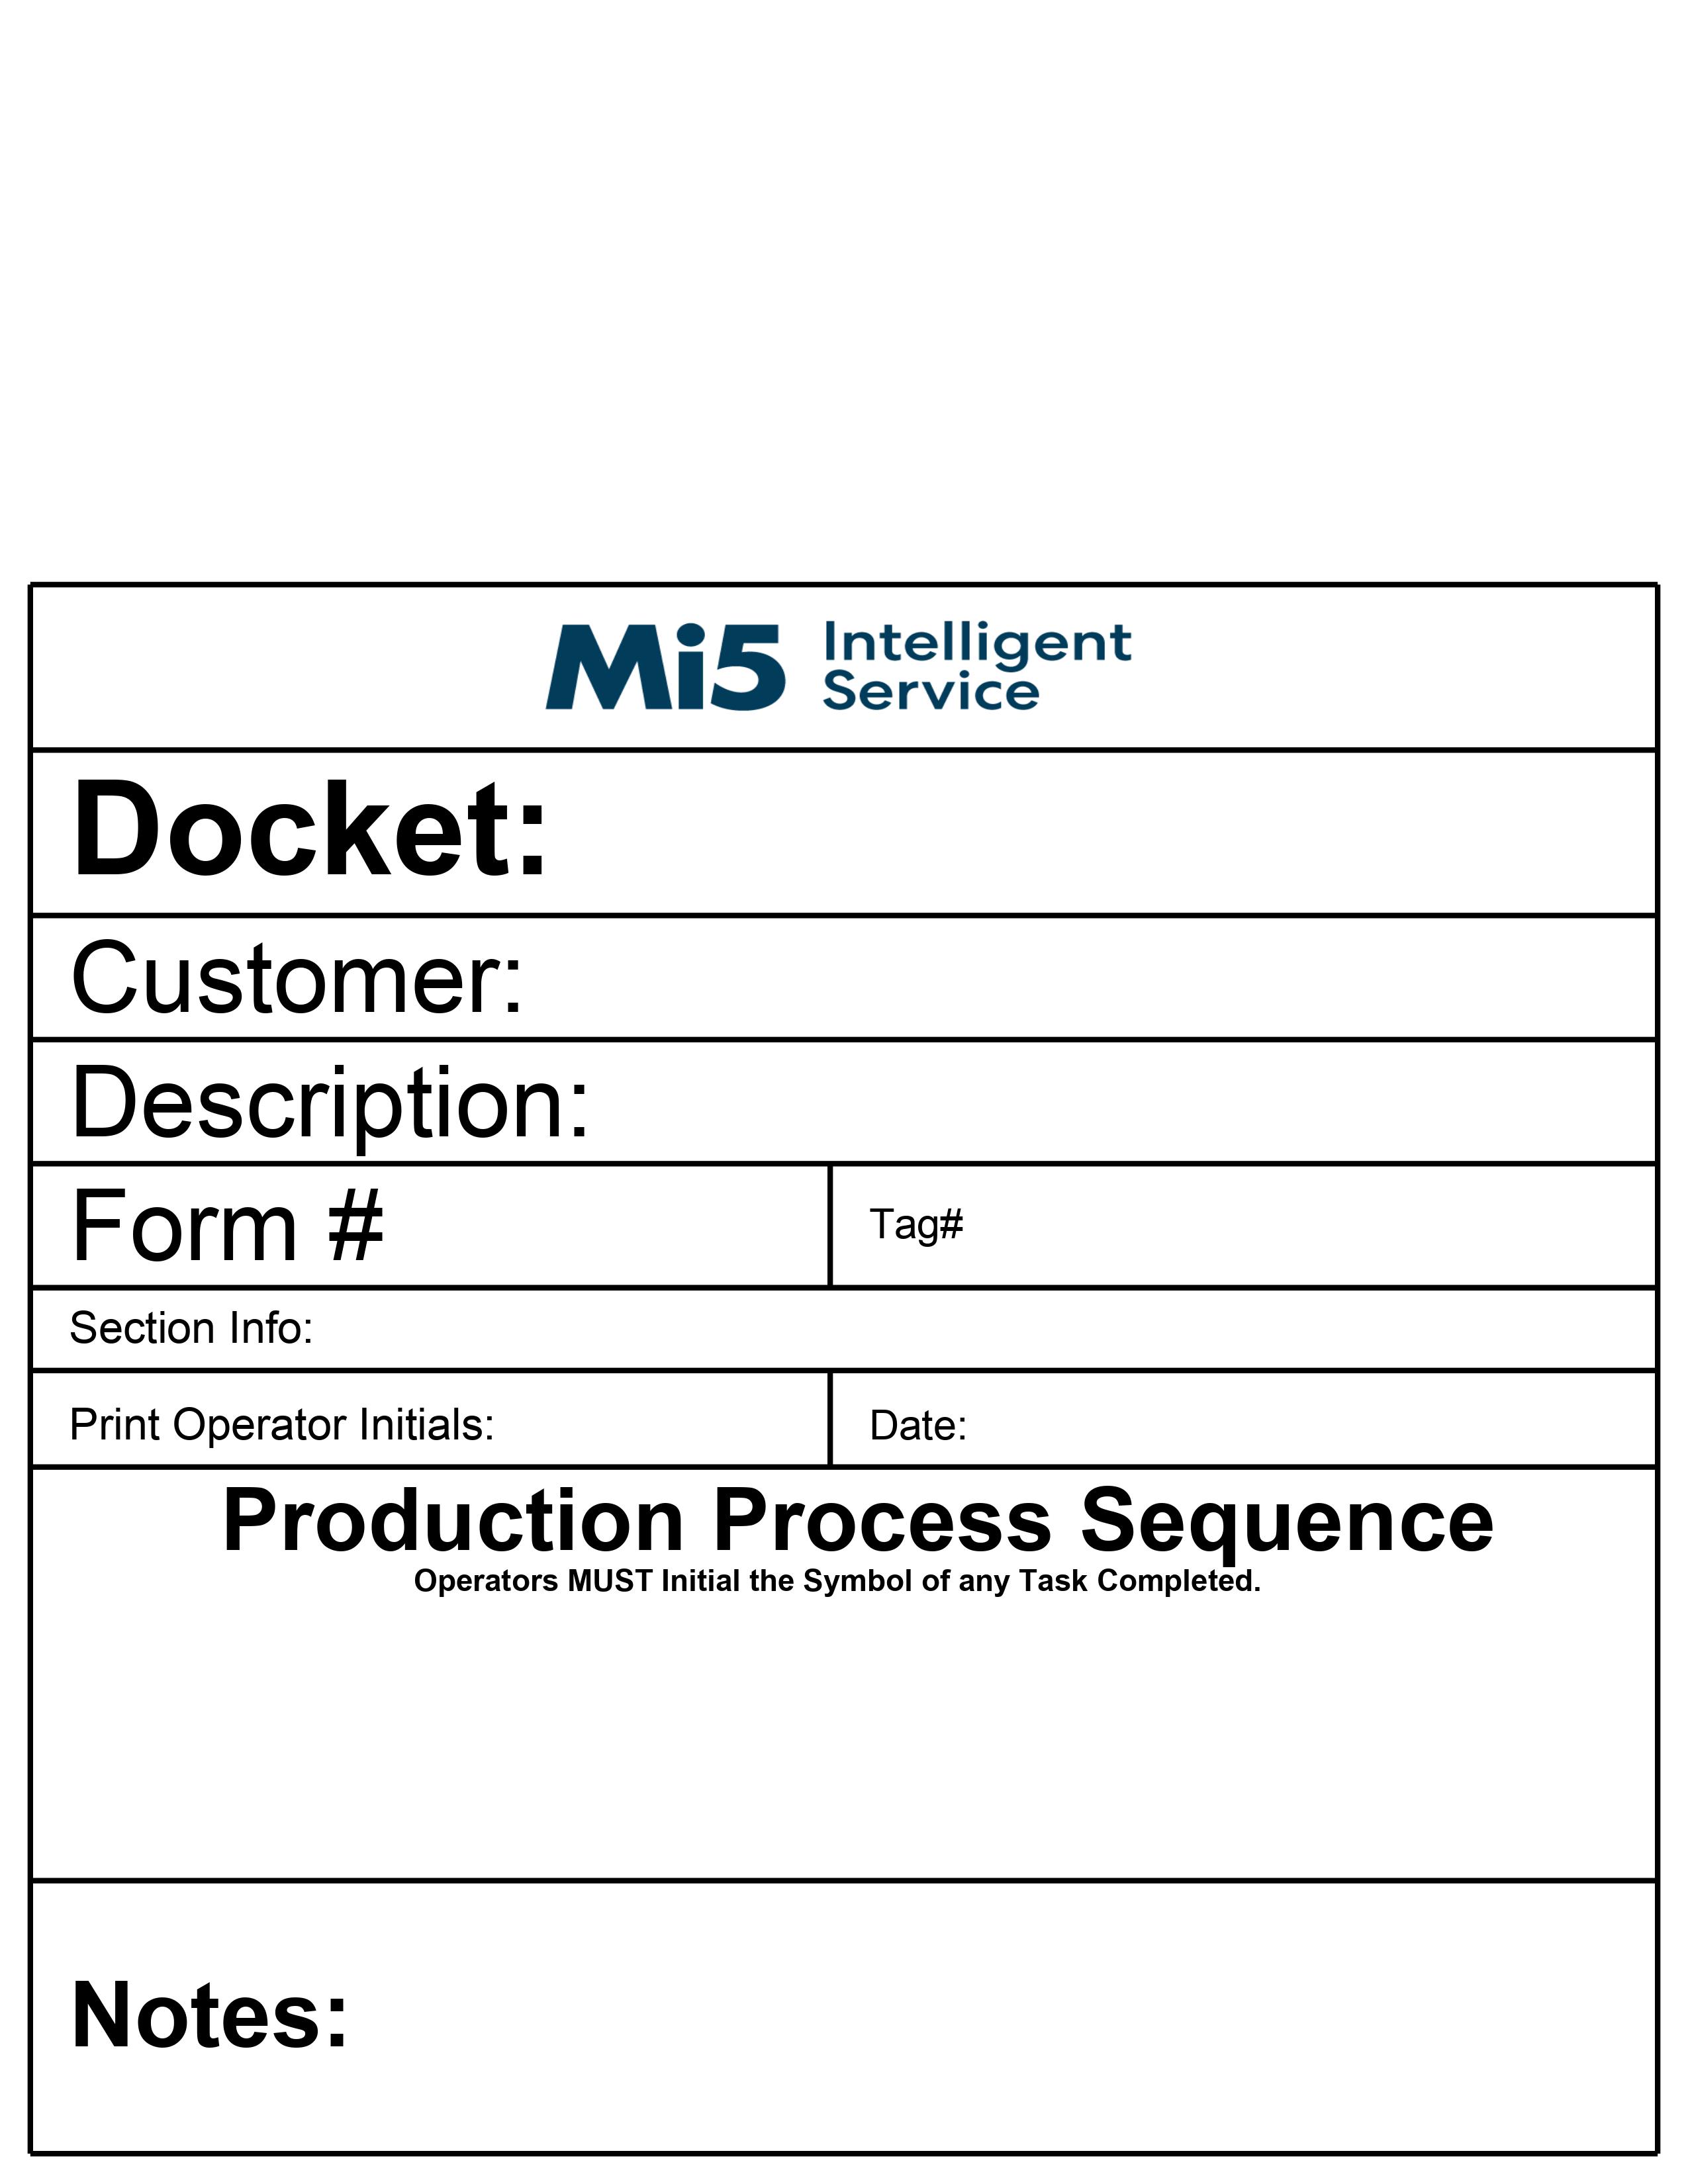 Mi5 Intelligent
Service
Docket:
Customer:
Description:
Form #
Tag#
Section Info:
Print Operator Initials:
Date:
Production Process Sequence
Operators MUST Initial the Symbol of any Task Completed.
Notes: